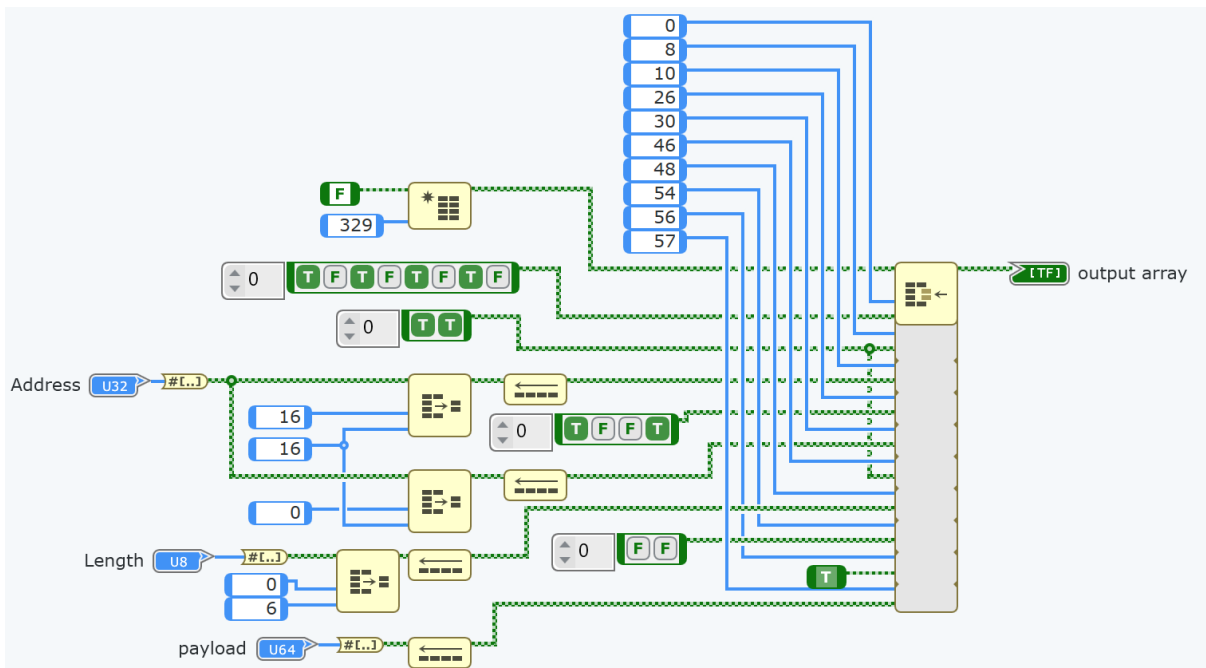 0
8
10
26
30
46
48
54
56
57
F
329
0 T F T F T F T F
0 T T
[TF] output array
Address U32 #[..]
16
16
0 T F F T
0
Length U8 #[..]
0 F F
0
6
T
payload U64 #[..]